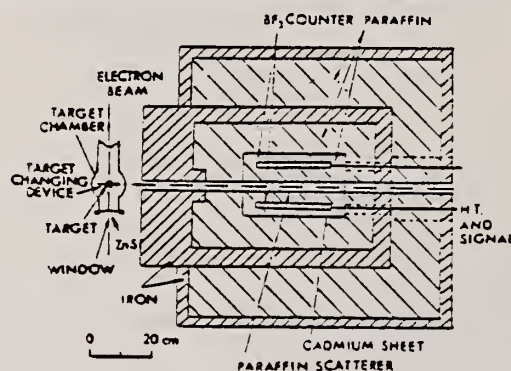 BF3 COUNTER PARAFFIN
ELECTRON
BEAM
TARGET
CHAMBER
TARGET
CHANGING
DEVICE
TARGET
ZnS
WINDOW
IRON
H.T.
AND
SIGNAL
0 20 cm
CADMIUM SHEET
PARAFFIN SCATTERER